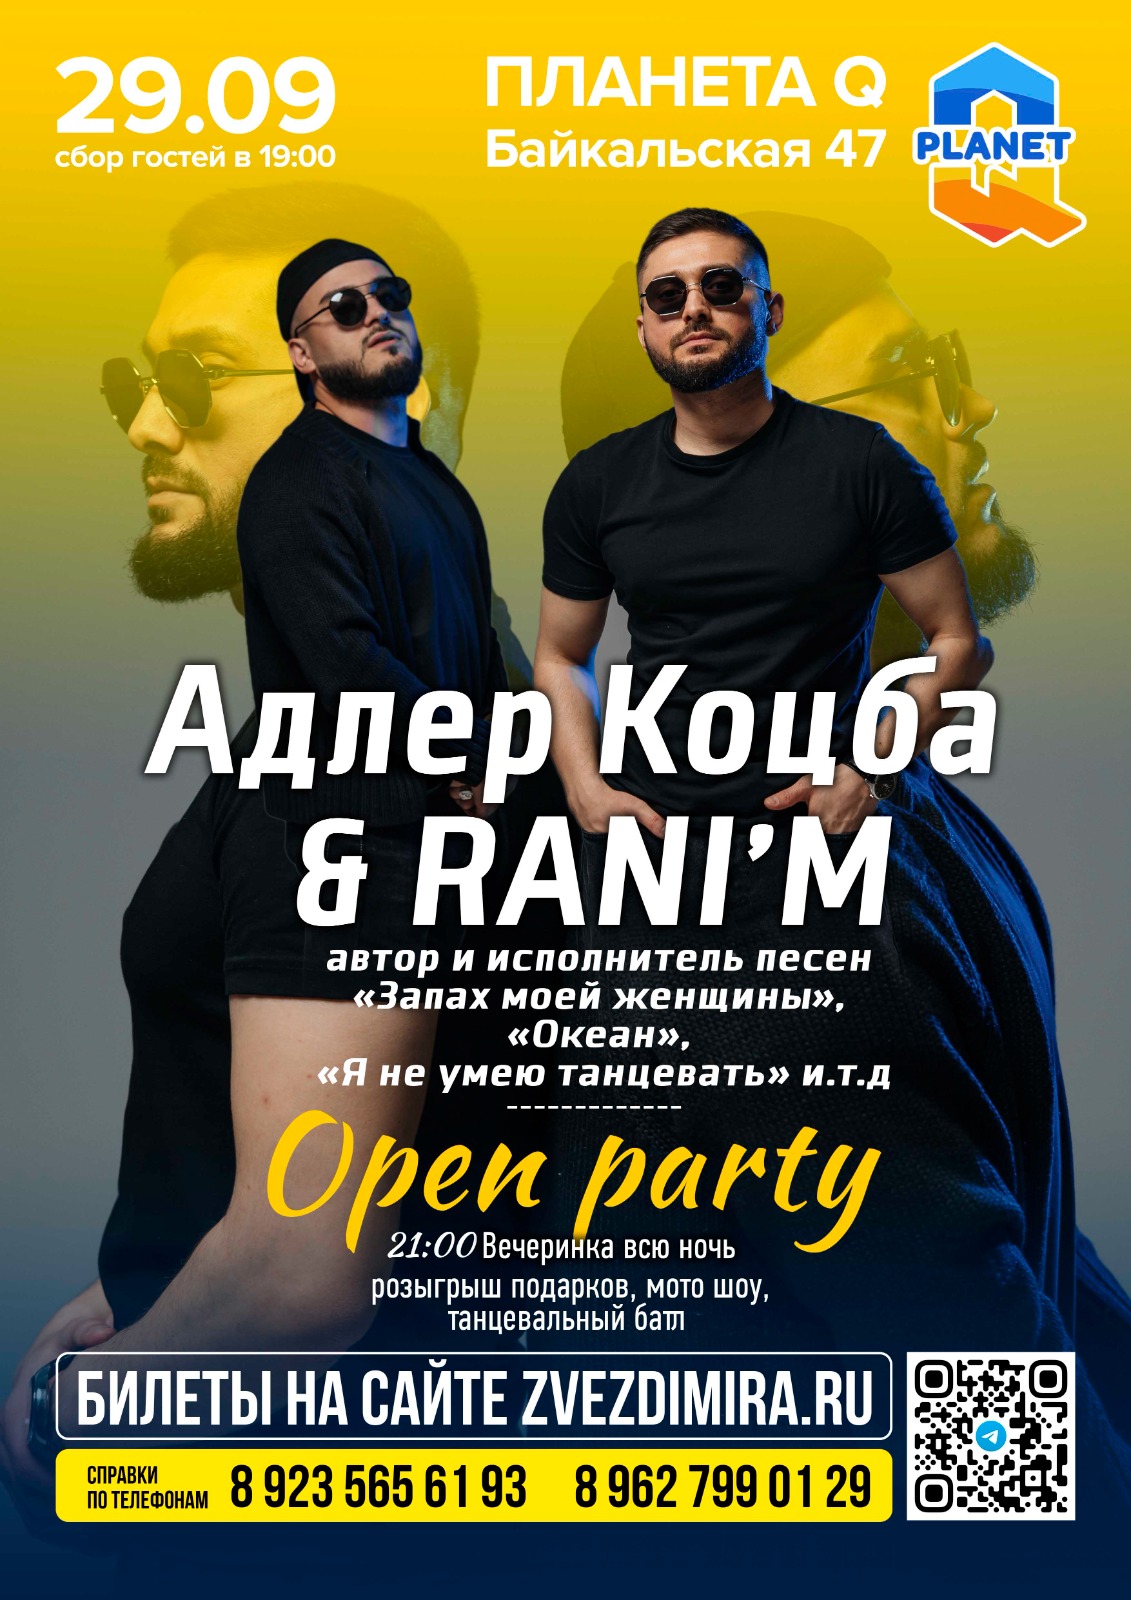 29.09
сбор гостей в 19:00
ПЛАНЕТА Q
Байкальская 47
PLANET
Адлер Коцба
& RANI’M
автор и исполнитель песен
«Запах моей женщины»,
«Океан»,
«Я не умею танцевать» и.т.д
-------------
Open party
21:00 Вечеринка всю ночь
розыгрыш подарков, мото шоу,
танцевальный батл
БИЛЕТЫ НА САЙТЕ ZVEZDIMIRA.RU
СПРАВКИ
ПО ТЕЛЕФОНАМ
8 923 565 61 93 8 962 799 01 29